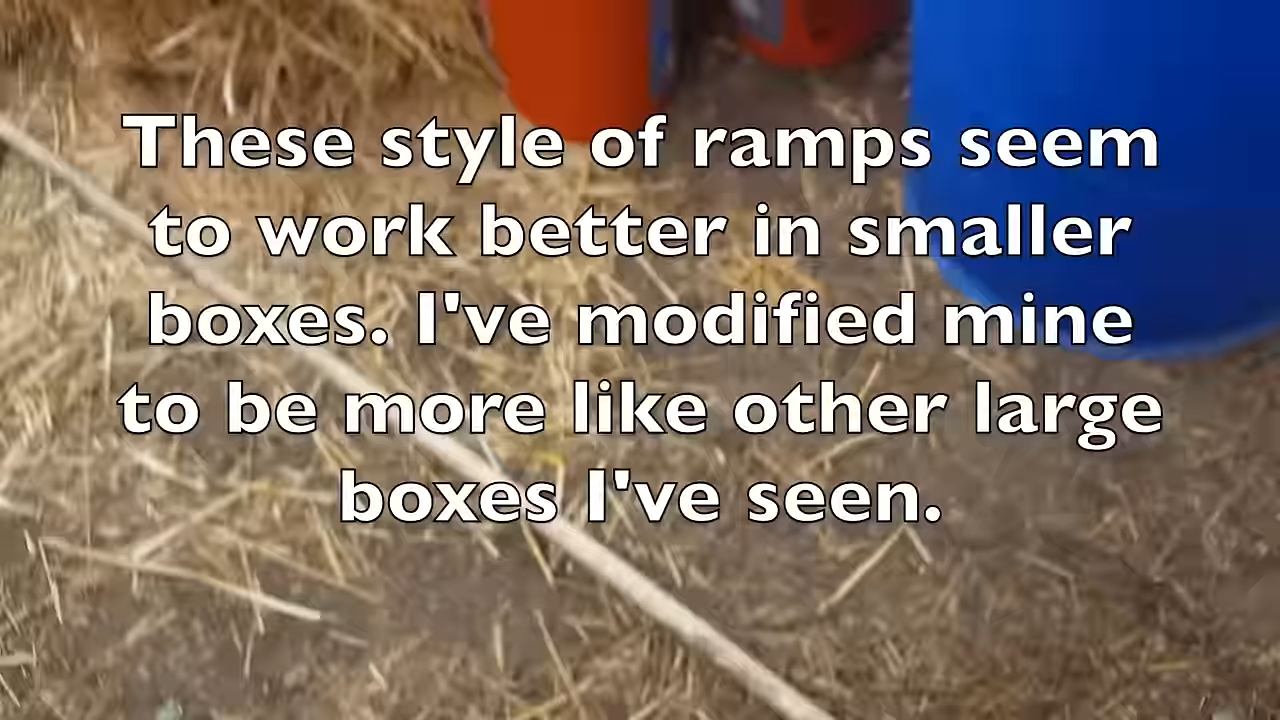 These style of ramps seem
to work better in smaller
boxes. I've modified mine
to be more like other large
boxes I've seen.